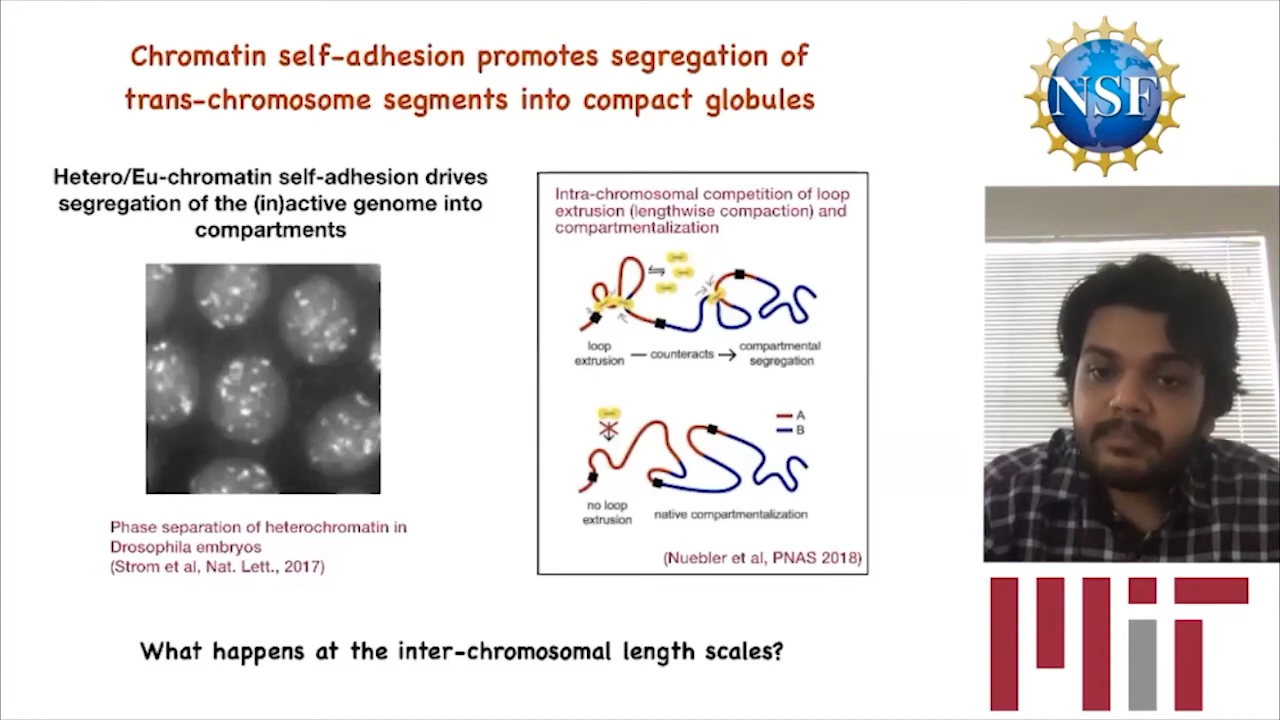 Chromatin self-adhesion promotes segregation of
trans-chromosome segments into compact globules
NSF
Hetero/Eu-chromatin self-adhesion drives
segregation of the (in)active genome into
compartments
Intra-chromosomal competition of loop
extrusion (lengthwise compaction) and
compartmentalization
loop
extrusion
counteracts
compartmental
segregation
A
B
no loop
extrusion
native compartmentalization
(Nuebler et al, PNAS 2018)
Phase separation of heterochromatin in
Drosophila embryos
(Strom et al, Nat. Lett., 2017)
What happens at the inter-chromosomal length scales?
MIT